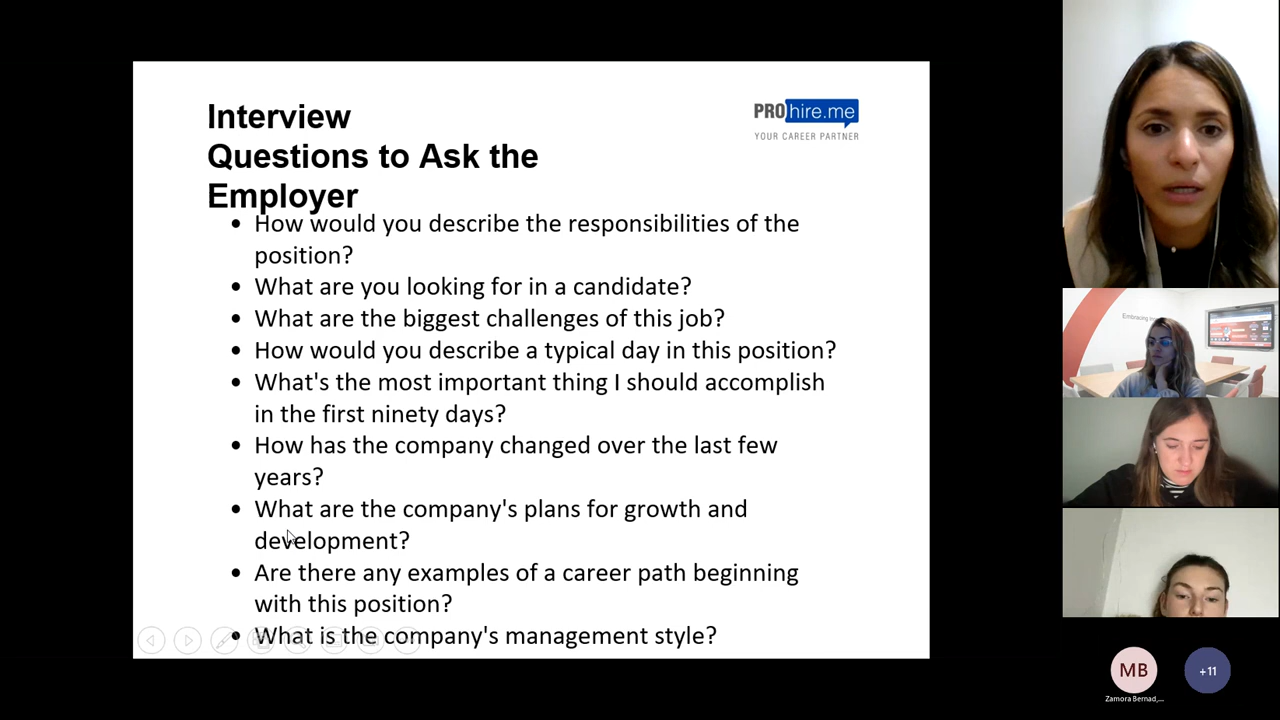 Interview
Questions to Ask the
Employer
PROhire.me
YOUR CAREER PARTNER
• How would you describe the responsibilities of the
position?
• What are you looking for in a candidate?
• What are the biggest challenges of this job?
• How would you describe a typical day in this position?
• What's the most important thing I should accomplish
in the first ninety days?
• How has the company changed over the last few
years?
• What are the company's plans for growth and
development?
• Are there any examples of a career path beginning
with this position?
• What is the company's management style?
Embracing
MB
+11
Zamora Bernad,...